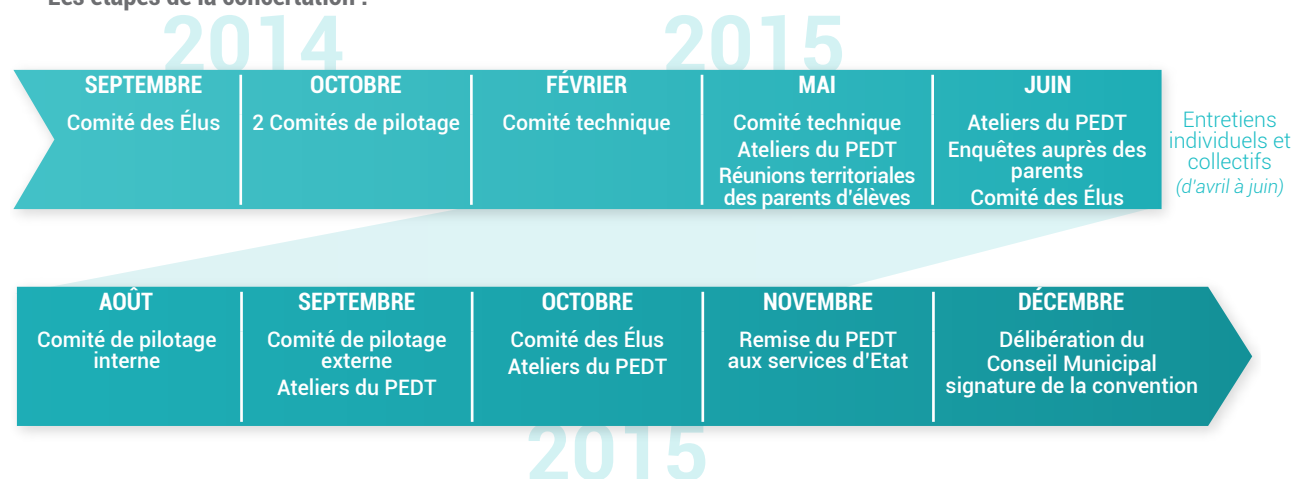 Les étapes de la concertation :
2014
2015
SEPTEMBRE
Comité des Élus
OCTOBRE
2 Comités de pilotage
FÉVRIER
Comité technique
MAI
Comité technique
Ateliers du PEDT
Réunions territoriales
des parents d'élèves
JUIN
Ateliers du PEDT
Enquêtes auprès des
parents
Comité des Élus
Entretiens
individuels et
collectifs
(d'avril à juin)
AOÛT
Comité de pilotage
interne
SEPTEMBRE
Comité de pilotage
externe
Ateliers du PEDT
OCTOBRE
Comité des Élus
Ateliers du PEDT
NOVEMBRE
Remise du PEDT
aux services d'Etat
DÉCEMBRE
Délibération du
Conseil Municipal
signature de la convention
2015